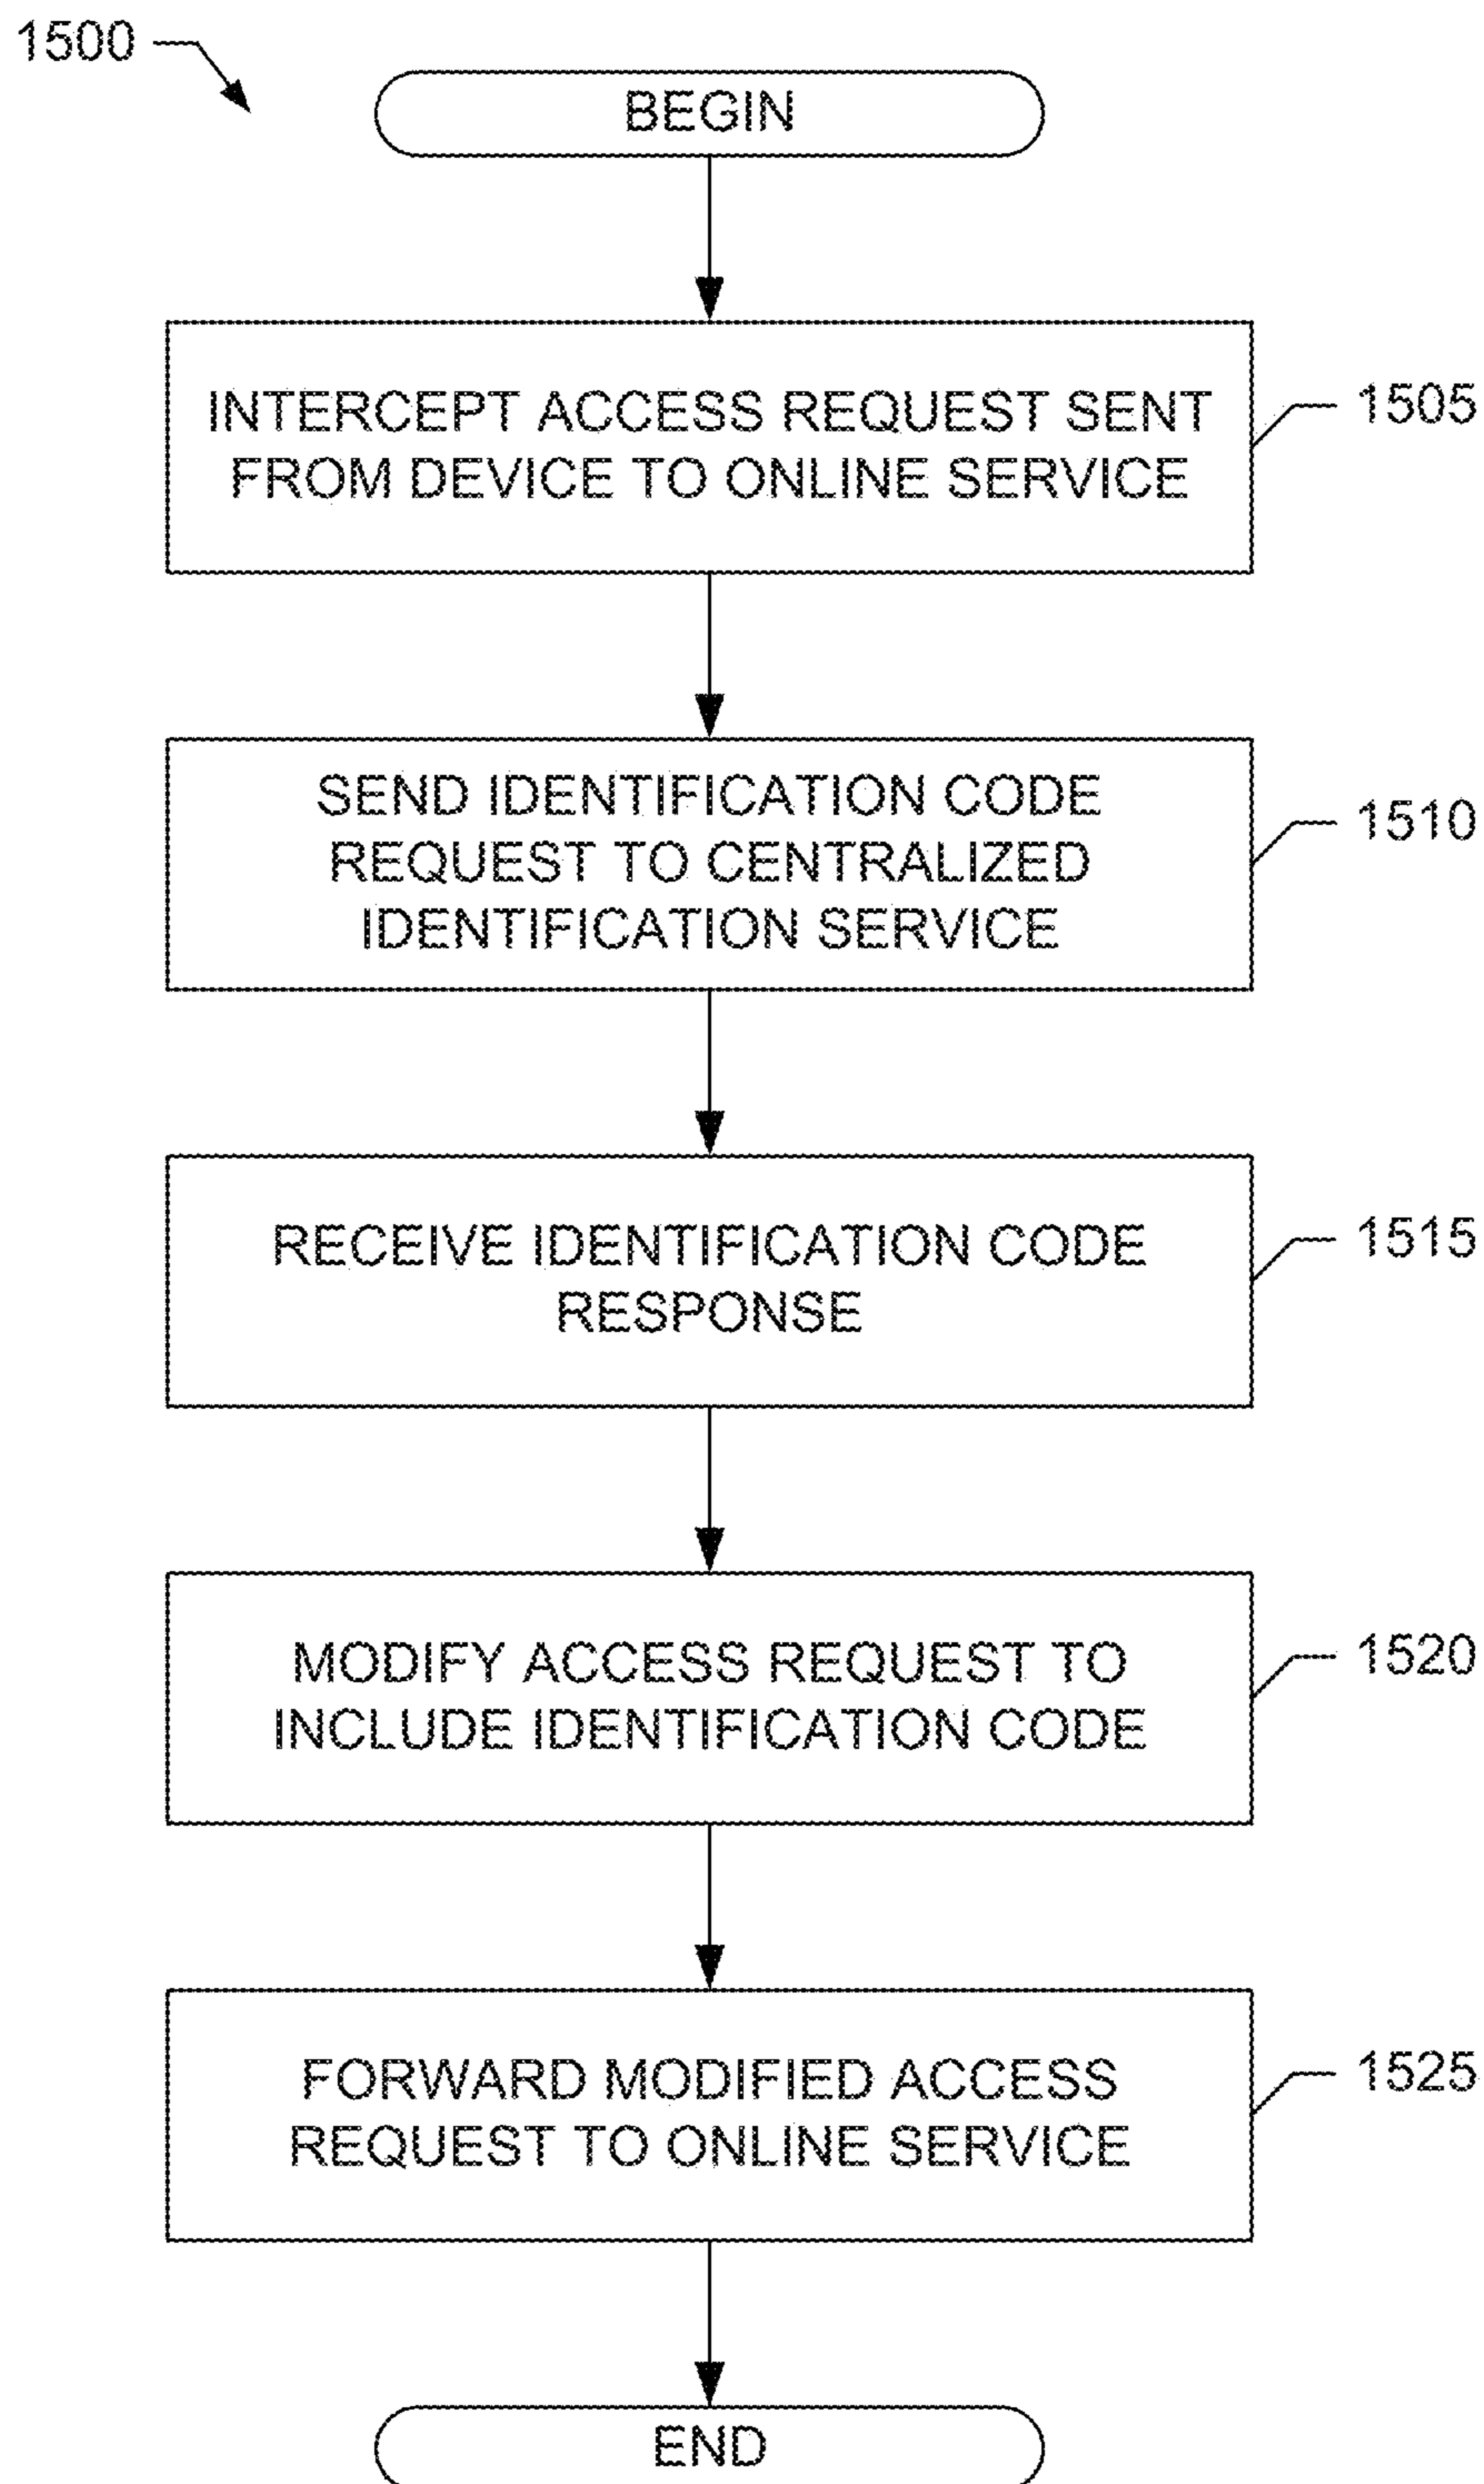 1500
BEGIN
INTERCEPT ACCESS REQUEST SENT
FROM DEVICE TO ONLINE SERVICE
1505
SEND IDENTIFICATION CODE
REQUEST TO CENTRALIZED
IDENTIFICATION SERVICE
1510
RECEIVE IDENTIFICATION CODE
RESPONSE
1515
MODIFY ACCESS REQUEST TO
INCLUDE IDENTIFICATION CODE
1520
FORWARD MODIFIED ACCESS
REQUEST TO ONLINE SERVICE
1525
END